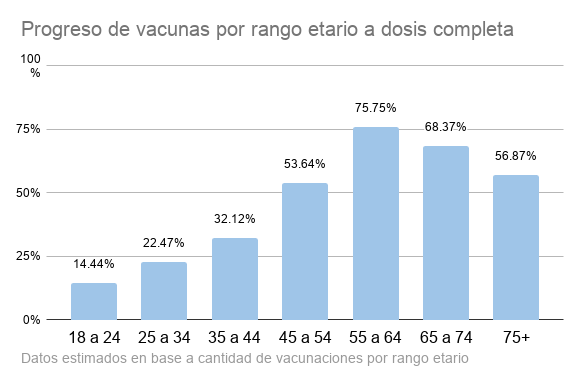 Progreso de vacunas por rango etario a dosis completa
100
%
75%
50%
25%
0%
14.44%
22.47%
32.12%
53.64%
75.75%
68.37%
56.87%
18 a 24
25 a 34
35 a 44
45 a 54
55 a 64
65 a 74
75+
Datos estimados en base a cantidad de vacunaciones por rango etario